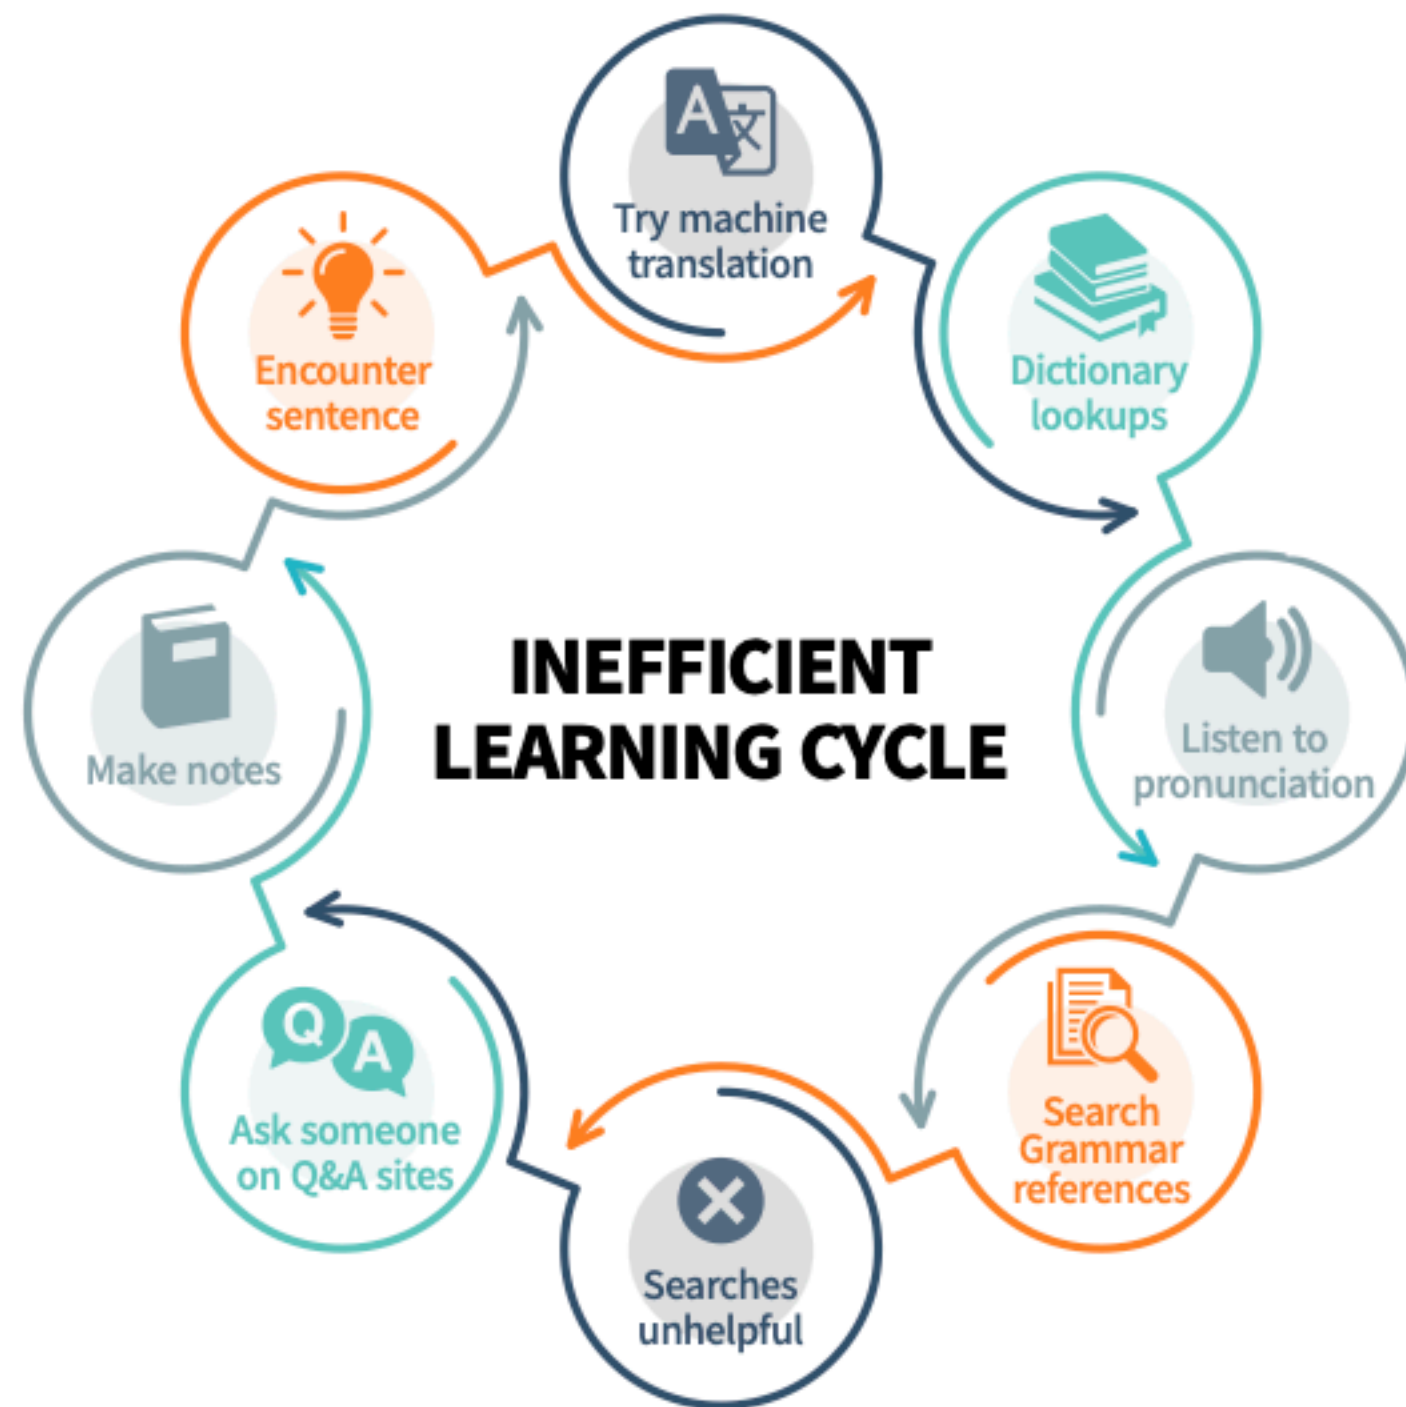 INEFFICIENT
LEARNING CYCLE
Encounter
sentence
A 文
Try machine
translation
Dictionary
lookups
Listen to
pronunciation
Search
Grammar
references
Searches
unhelpful
Q A
Ask someone
on Q&A sites
Make notes